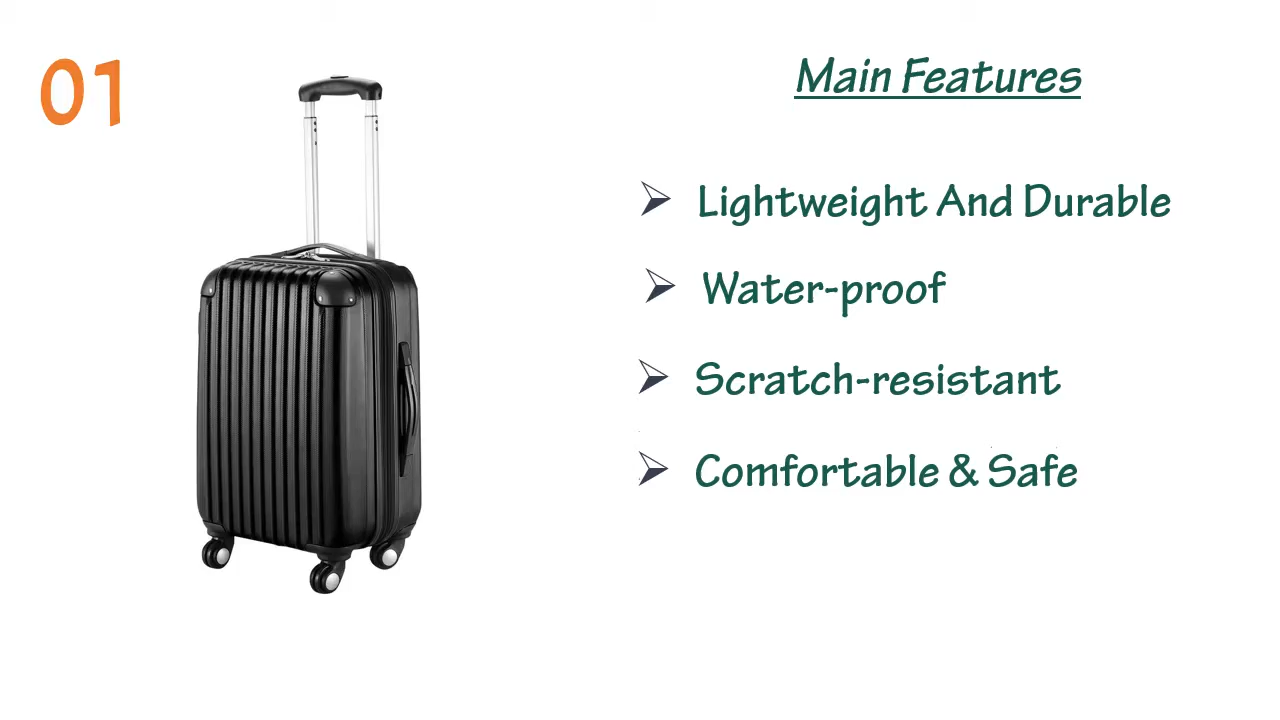 01
Main Features
Lightweight And Durable
Water-proof
Scratch-resistant
Comfortable & Safe